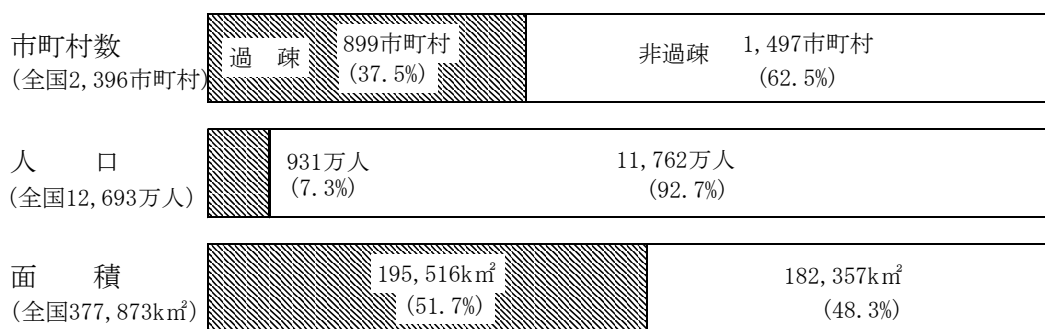 市町村数
(全国2,396市町村)
過　疎
899市町村
(37.5%)
非過疎
1,497市町村
(62.5%)
人　　口
(全国12,693万人)
931万人
(7.3%)
11,762万人
(92.7%)
面　　積
(全国377,873k㎡)
195,516k㎡
(51.7%)
182,357k㎡
(48.3%)